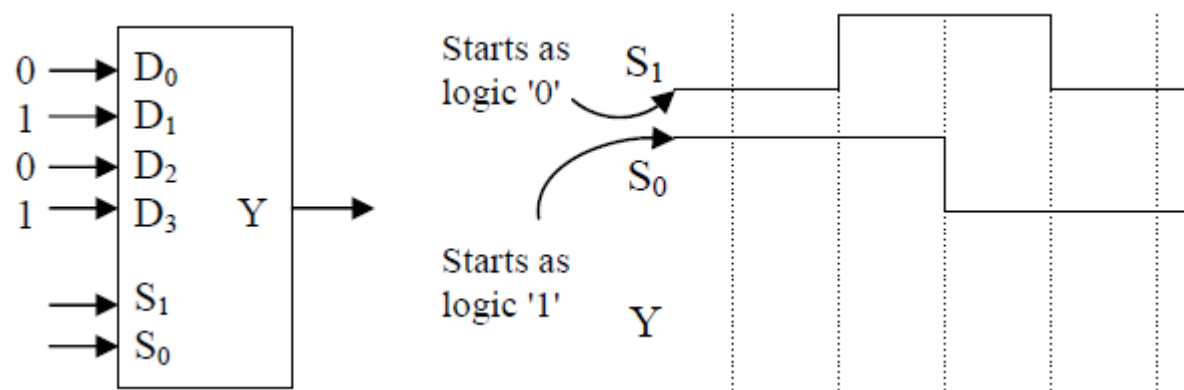 0 D₀
1 D₁
0 D₂
1 D₃ Y
S₁
S₀
Starts as
logic '0'
S₁
S₀
Starts as
logic '1'
Y